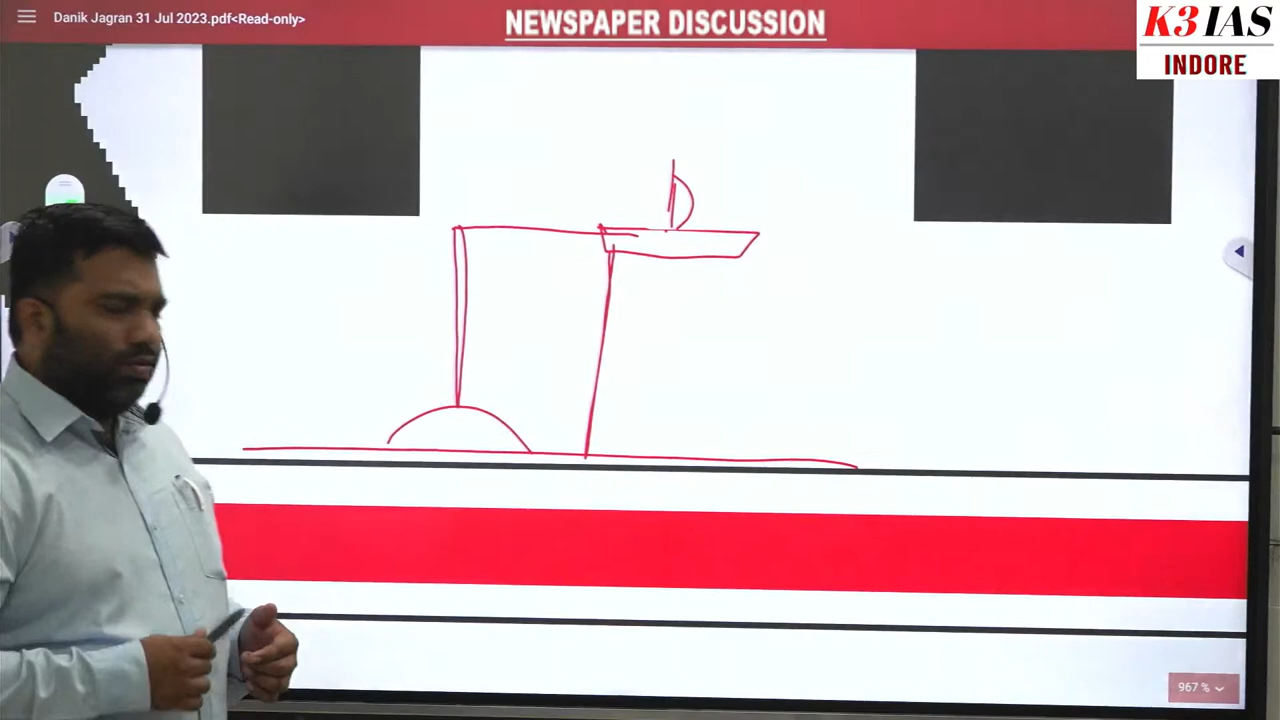 Danik Jagran 31 Jul 2023.pdf<Read-only>
NEWSPAPER DISCUSSION
K3 IAS
INDORE
967 %